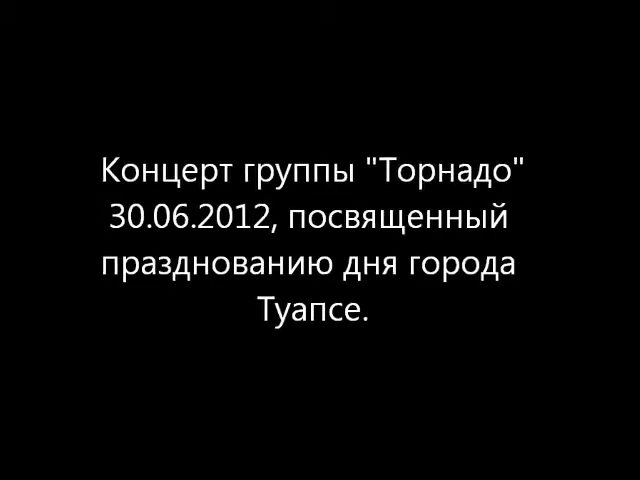 Концерт группы "Торнадо"
30.06.2012, посвященный
празднованию дня города
Туапсе.